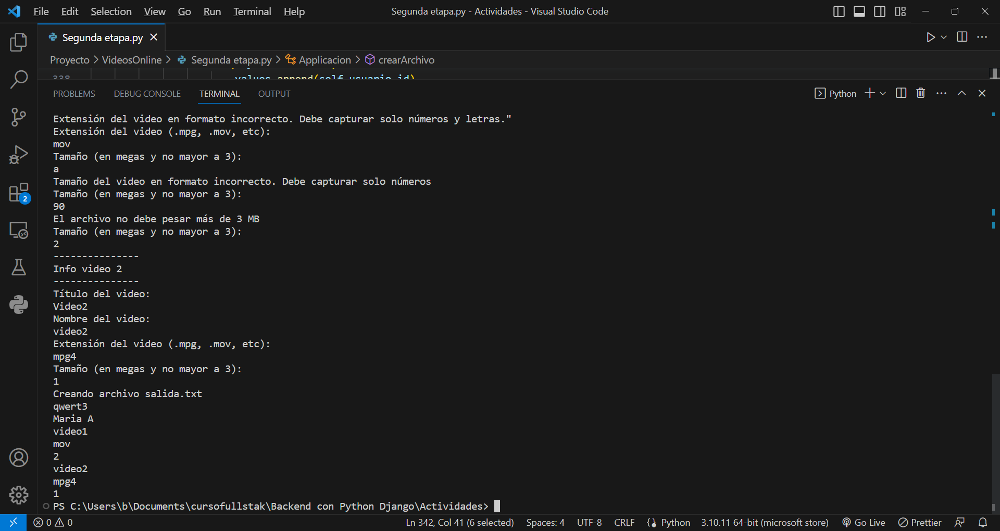 File Edit Selection View Go Run Terminal Help Segunda etapa.py - Actividades - Visual Studio Code
Segunda etapa.py
Proyecto > VideosOnline > Segunda etapa.py > Applicacion > crearArchivo
338 values.append(self.usuario.id)
PROBLEMS DEBUG CONSOLE TERMINAL OUTPUT Python
Extensión del video en formato incorrecto. Debe capturar solo números y letras."
Extensión del video (.mpg, .mov, etc):
mov
Tamaño (en megas y no mayor a 3):
a
Tamaño del video en formato incorrecto. Debe capturar solo números
Tamaño (en megas y no mayor a 3):
90
El archivo no debe pesar más de 3 MB
Tamaño (en megas y no mayor a 3):
2
---------------
Info video 2
---------------
Título del video:
Video2
Nombre del video:
video2
Extensión del video (.mpg, .mov, etc):
mpg4
Tamaño (en megas y no mayor a 3):
1
Creando archivo salida.txt
qwert3
Maria A
video1
mov
2
video2
mpg4
1
PS C:\Users\b\Documents\cursofullstak\Backend con Python Django\Actividades>
2
0 0 Ln 342, Col 41 (6 selected) Spaces: 4 UTF-8 CRLF Python 3.10.11 64-bit (microsoft store) Go Live Prettier